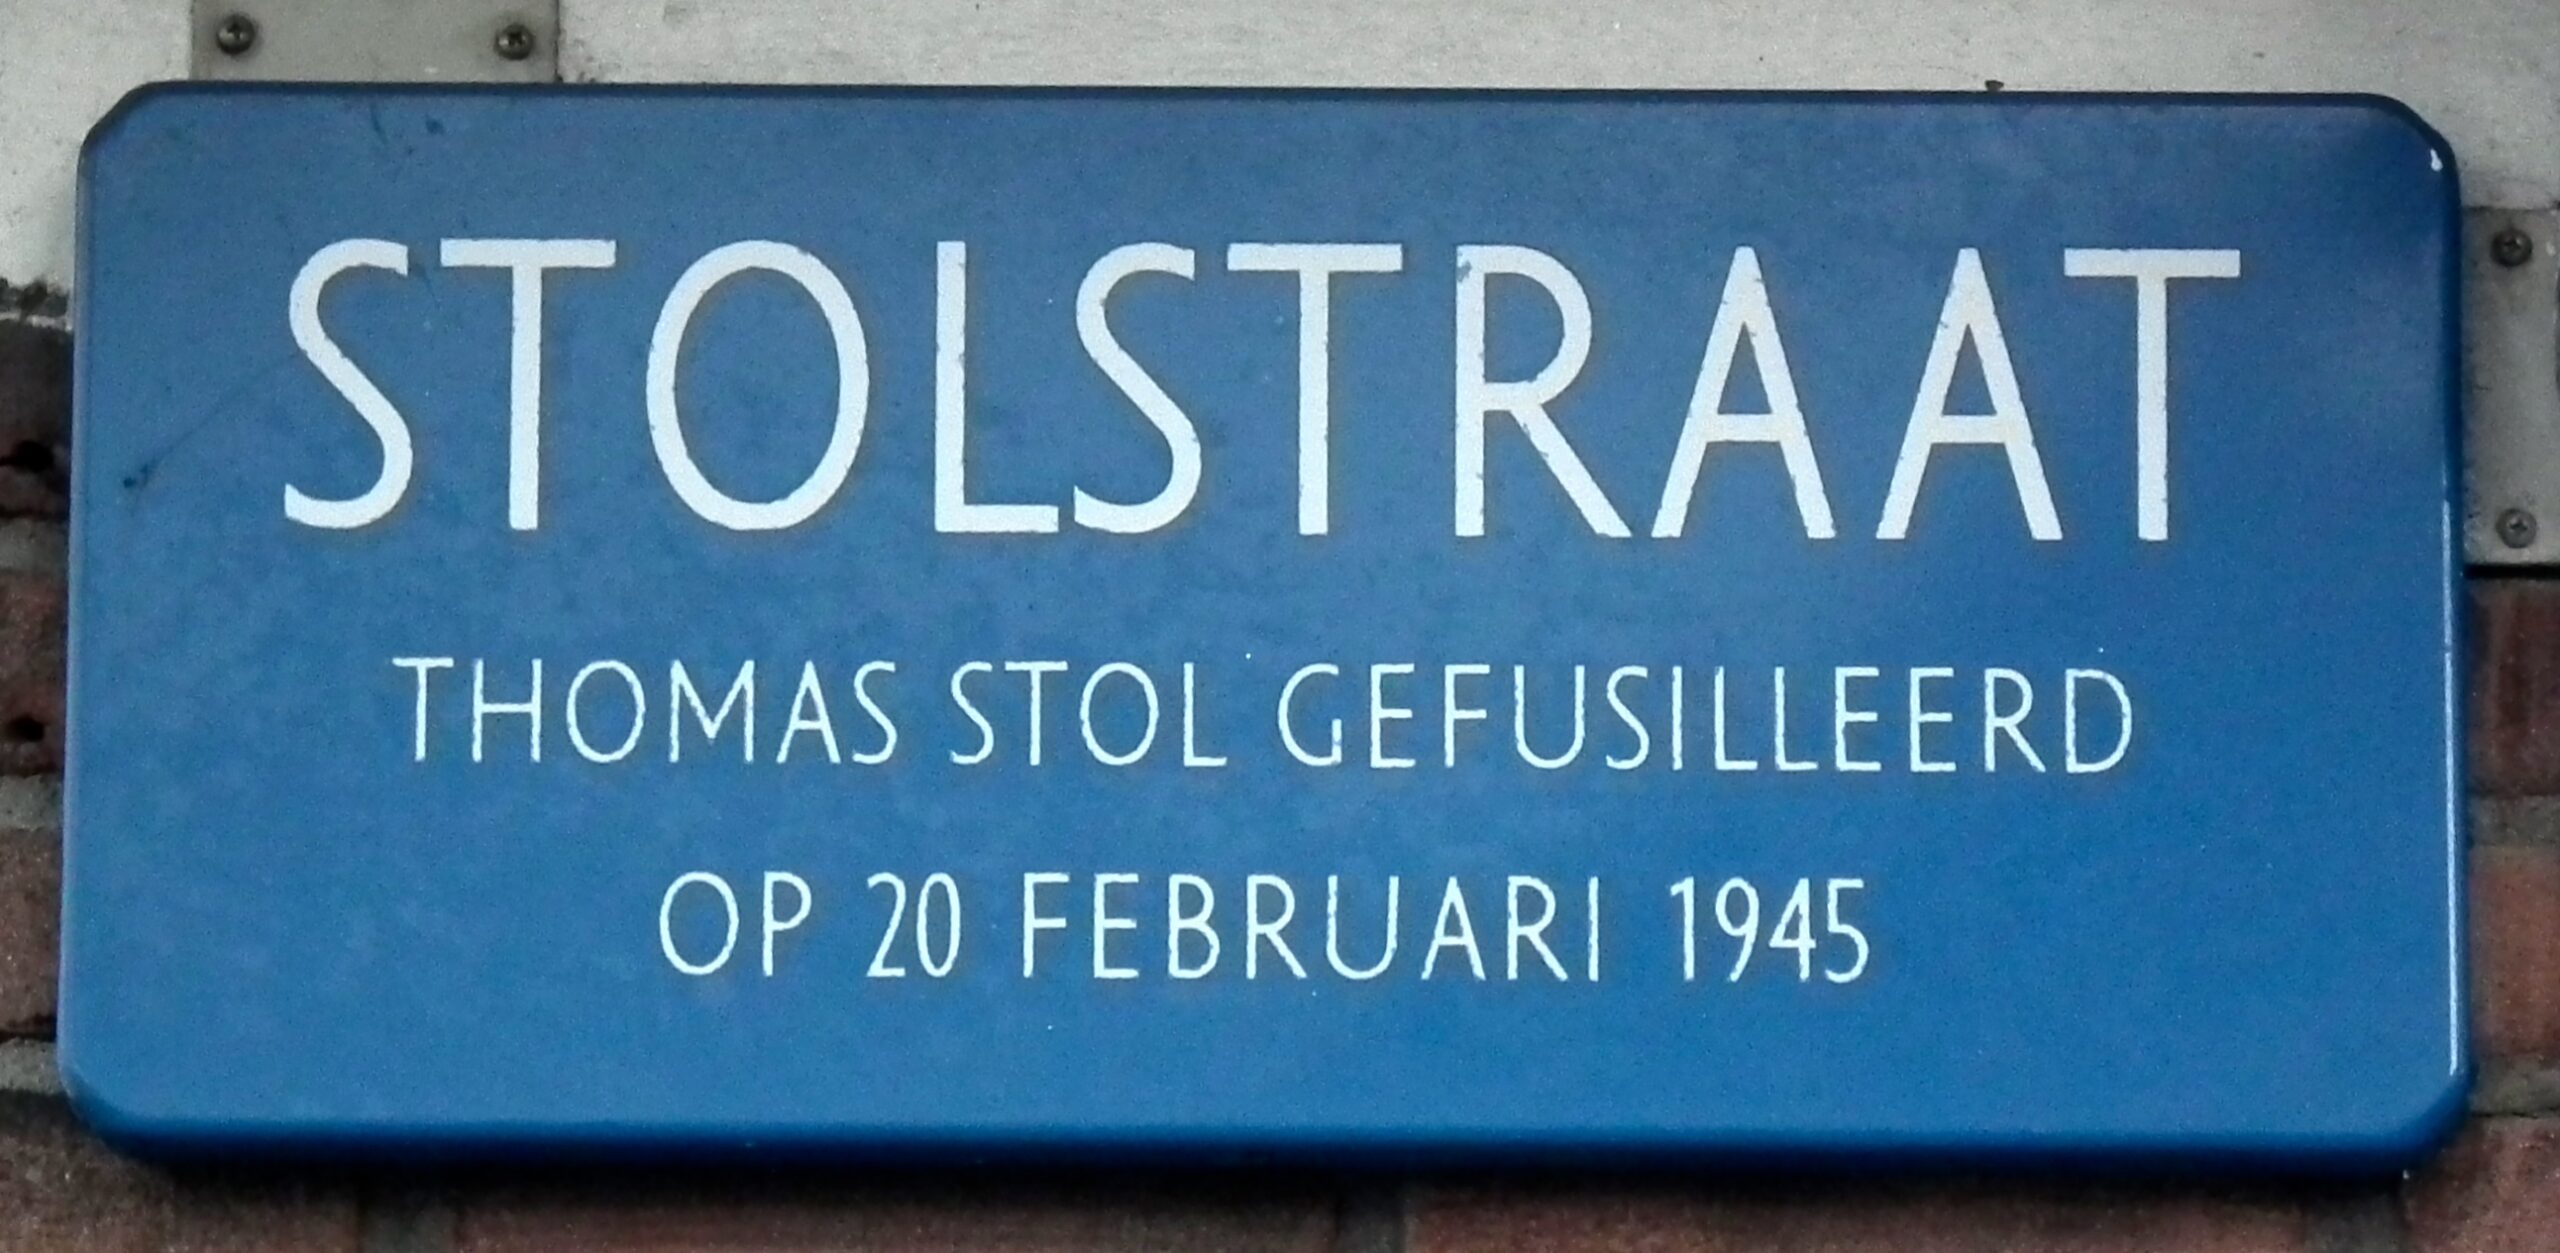 STOLSTRAAT
THOMAS STOL GEFUSILLEERD
OP 20 FEBRUARI 1945